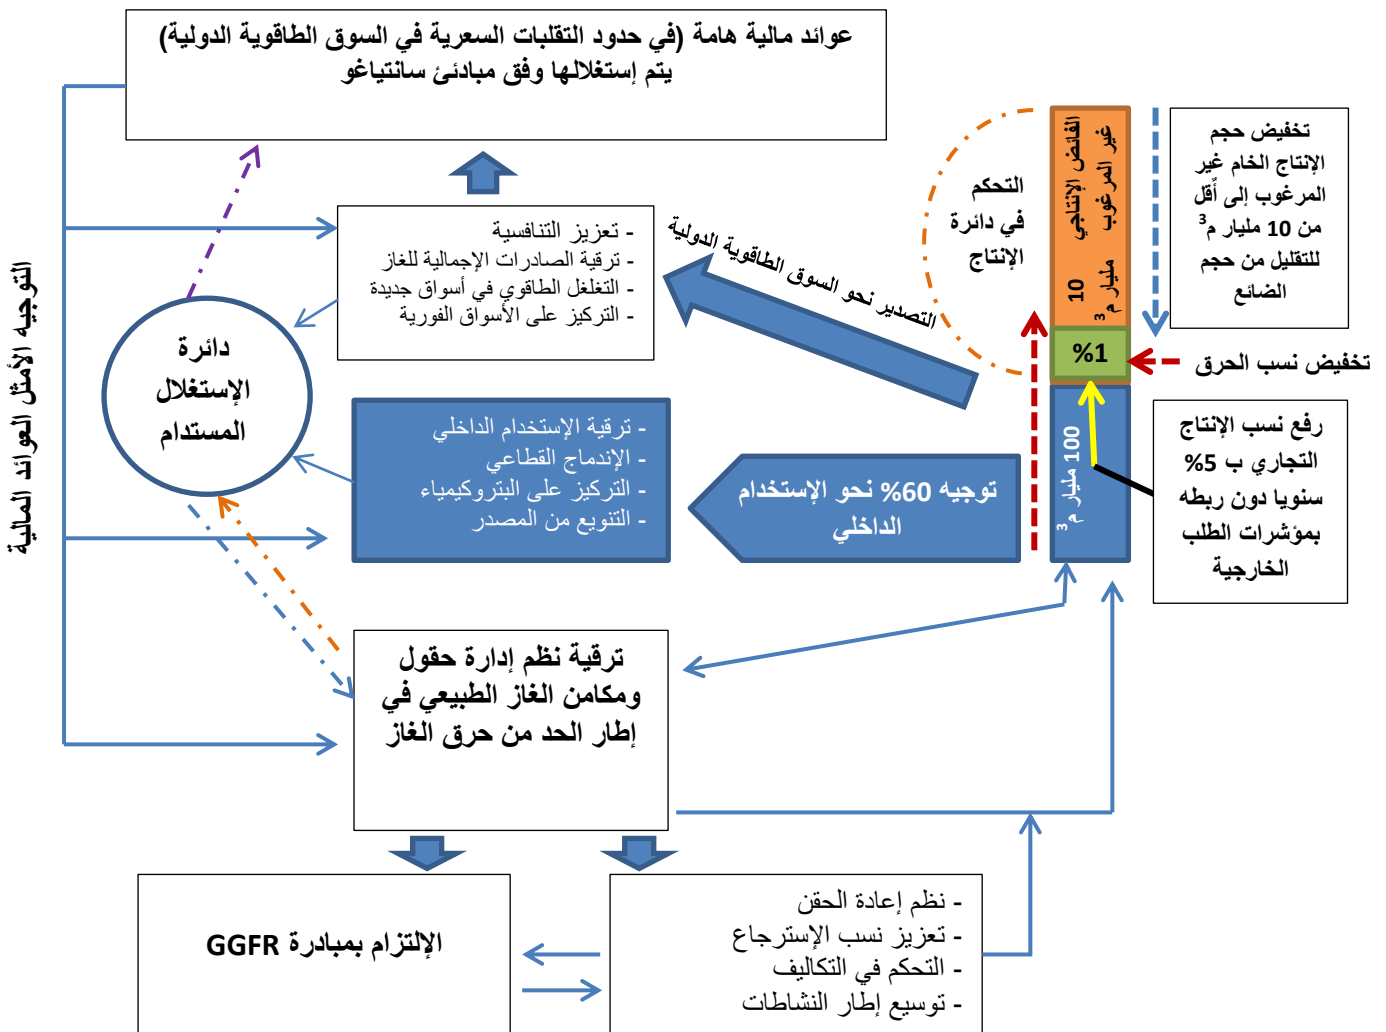 عوائد مالية هامة (في حدود التقلبات السعرية في السوق الطاقوية الدولية)
يتم إستغلالها وفق مبادئ سانتياغو
تخفيض حجم
الإنتاج الخام غير
المرغوب إلى أقل
من 10 مليار م³
للتقليل من حجم
الضائع
الفائض الإنتاجي
غير المرغوب
10 مليار م³
التحكم
في دائرة
الإنتاج
%1
تخفيض نسب الحرق
100 مليار م³
رفع نسب الإنتاج
التجاري ب 5%
سنويا دون ربطه
بمؤشرات الطلب
الخارجية
التصدير نحو السوق الطاقوية الدولية
- تعزيز التنافسية
- ترقية الصادرات الإجمالية للغاز
- التغلغل الطاقوي في أسواق جديدة
- التركيز على الأسواق الفورية
توجيه 60% نحو الإستخدام
الداخلي
- ترقية الإستخدام الداخلي
- الإندماج القطاعي
- التركيز على البتروكيمياء
- التنويع من المصدر
دائرة
الإستغلال
المستدام
التوجيه الأمثل العوائد المالية
ترقية نظم إدارة حقول
ومكامن الغاز الطبيعي في
إطار الحد من حرق الغاز
- نظم إعادة الحقن
- تعزيز نسب الإسترجاع
- التحكم في التكاليف
- توسيع إطار النشاطات
الإلتزام بمبادرة GGFR